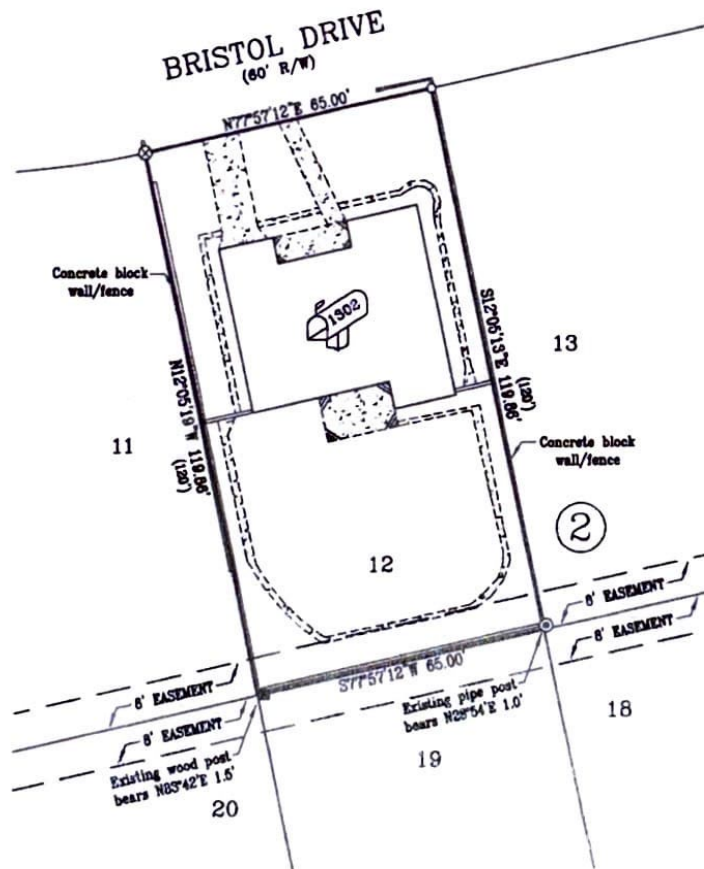 BRISTOL DRIVE
(60' R/W)
N77°57'12"E 65.00'
Concrete block
wall/fence
1302
S12°05'13"E 119.86'
(120')
13
N12°05'19"W 119.86'
(120')
11
Concrete block
wall/fence
2
12
8' EASEMENT
8' EASEMENT
S77°57'12"W 65.00'
8' EASEMENT
8' EASEMENT
Existing pipe post
bears N28°54'E 1.0'
Existing wood post
bears N83°42'E 1.5'
18
19
20